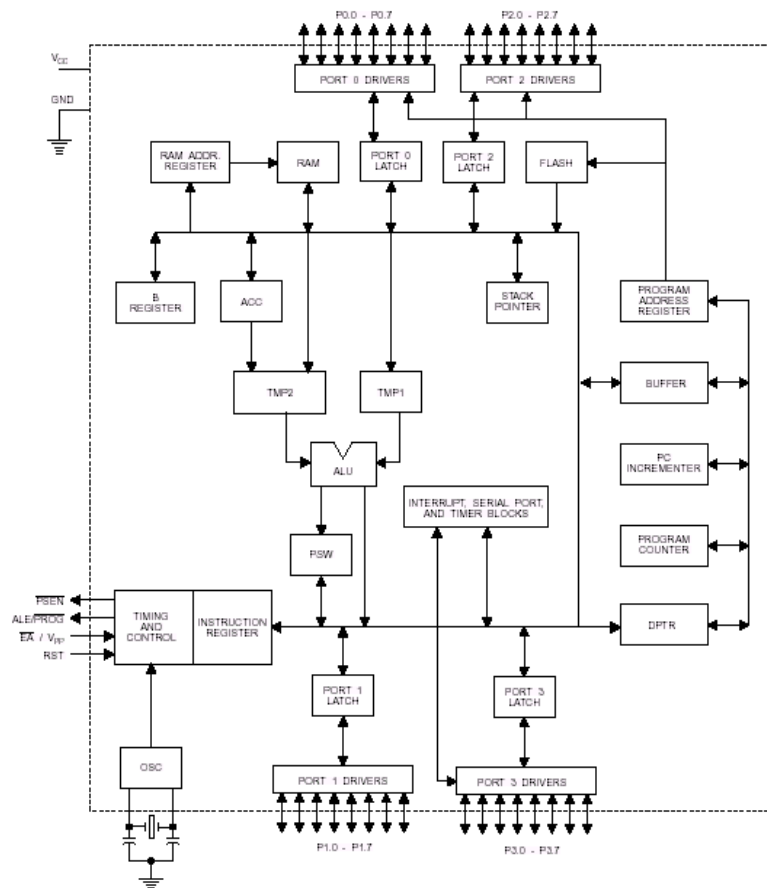 P0.0 - P0.7
P2.0 - P2.7
VCC
PORT 0 DRIVERS
PORT 2 DRIVERS
GND
RAM ADDR.
REGISTER
RAM
PORT 0
LATCH
PORT 2
LATCH
FLASH
B
REGISTER
ACC
STACK
POINTER
PROGRAM
ADDRESS
REGISTER
TMP2
TMP1
BUFFER
ALU
PC
INCREMENTER
INTERRUPT, SERIAL PORT,
AND TIMER BLOCKS
PSW
PROGRAM
COUNTER
PSEN
ALE/PROG
EA / VPP
RST
TIMING
AND
CONTROL
INSTRUCTION
REGISTER
DPTR
PORT 1
LATCH
PORT 3
LATCH
OSC
PORT 1 DRIVERS
PORT 3 DRIVERS
P1.0 - P1.7
P3.0 - P3.7